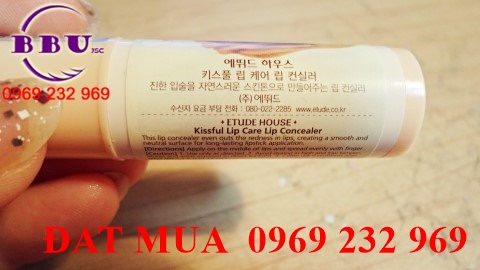 BBU JSC
0969 232 969
에뛰드 하우스
키스풀 립 케어 립 컨실러
진한 입술을 자연스러운 스킨톤으로 만들어주는 립 컨실러
(주)에뛰드
수신자 요금 부담 전화 : 080-022-2285 www.etude.co.kr
ETUDE HOUSE
Kissful Lip Care Lip Concealer
This lip concealer even outs the redness in lips, creating a smooth and
neutral surface for long-lasting lipstick application.
[Directions] Apply on the middle of lips and spread evenly with finger.
ĐAT MUA 0969 232 969